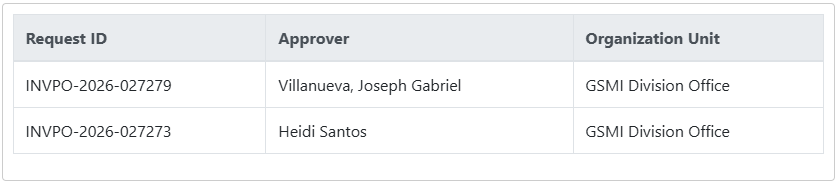 Request ID Approver Organization Unit
INVPO-2026-027279 Villanueva, Joseph Gabriel GSMI Division Office
INVPO-2026-027273 Heidi Santos GSMI Division Office